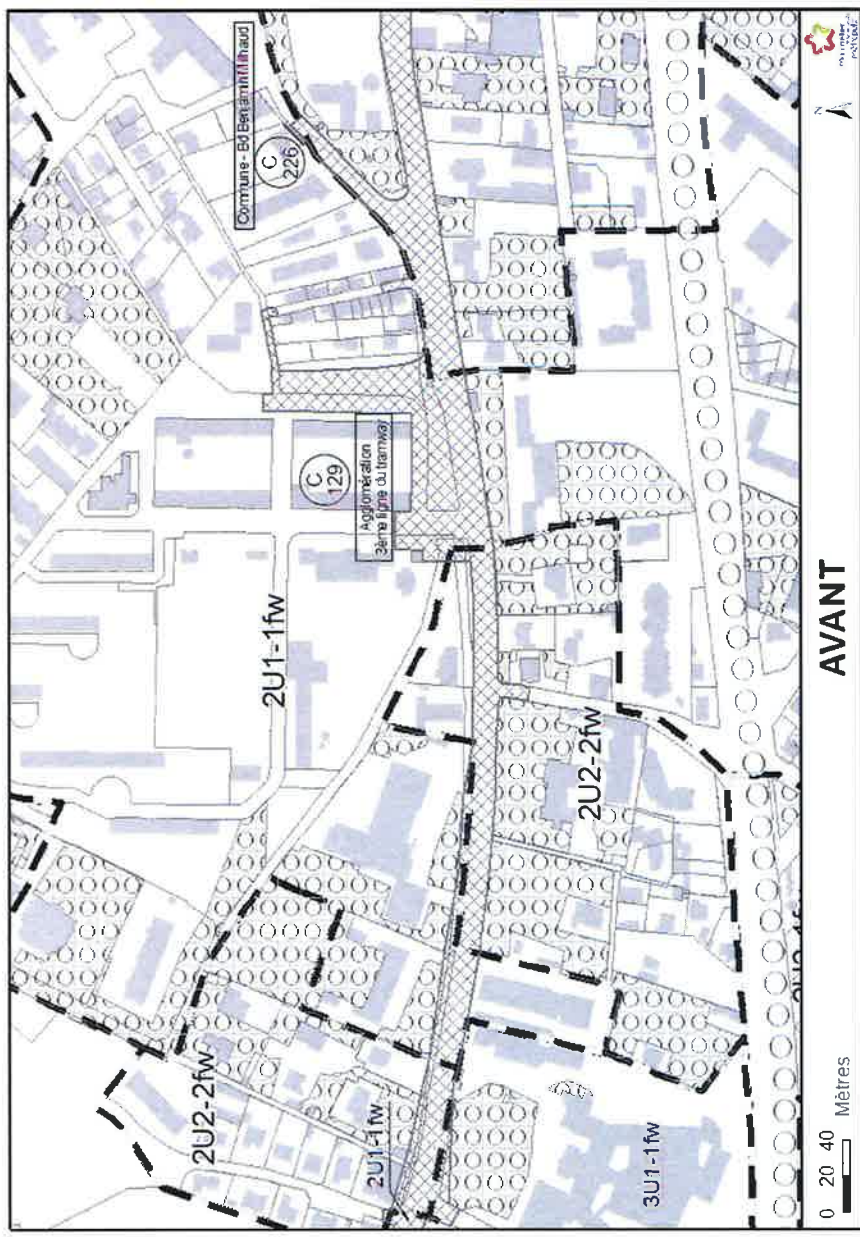 Commune - Bd Benjamin Milhaud
C
226
C
129
Agglomération
3ème ligne du tramway
2U1-1fw
2U2-2fw
2U2-2fw
2U1-1fw
3U1-1fw
AVANT
0 20 40 Mètres
N